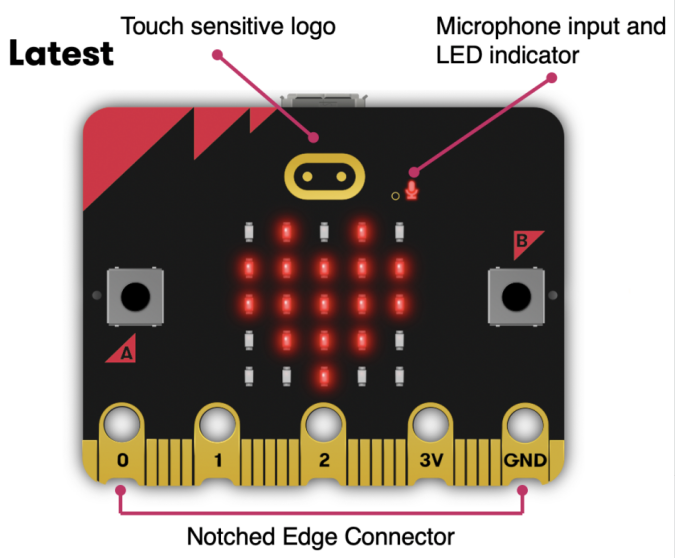 Touch sensitive logo
Microphone input and
LED indicator
Latest
B
A
0 1 2 3V GND
Notched Edge Connector